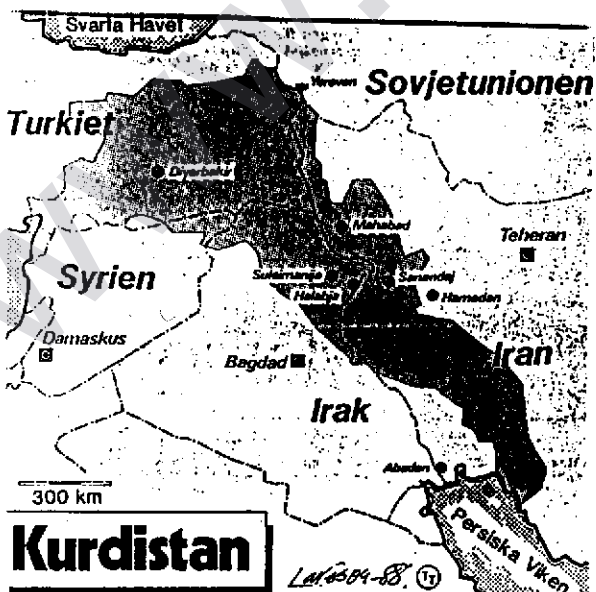 Svarta Havet
Yerevan
Sovjetunionen
Turkiet
Diyarbakir
Mahabad
Teheran
Syrien
Sulaimanija
Sanandaj
Halabja
Hamadan
Damaskus
Bagdad
Iran
Irak
Abadan
300 km
Persiska Viken
Kurdistan
TT